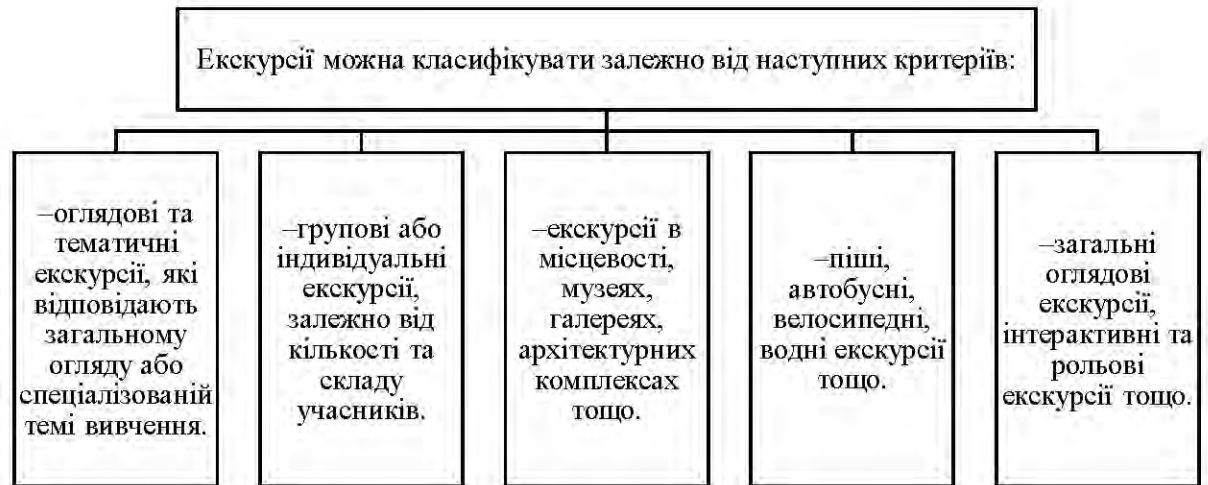 Екскурсії можна класифікувати залежно від наступних критеріїв:
–оглядові та
тематичні
екскурсії, які
відповідають
загальному
огляду або
спеціалізованій
темі вивчення.
–групові або
індивідуальні
екскурсії,
залежно від
кількості та
складу
учасників.
–екскурсії в
місцевості,
музеях,
галереях,
архітектурних
комплексах
тощо.
–піші,
автобусні,
велосипедні,
водні екскурсії
тощо.
–загальні
оглядові
екскурсії,
інтерактивні та
рольові
екскурсії тощо.